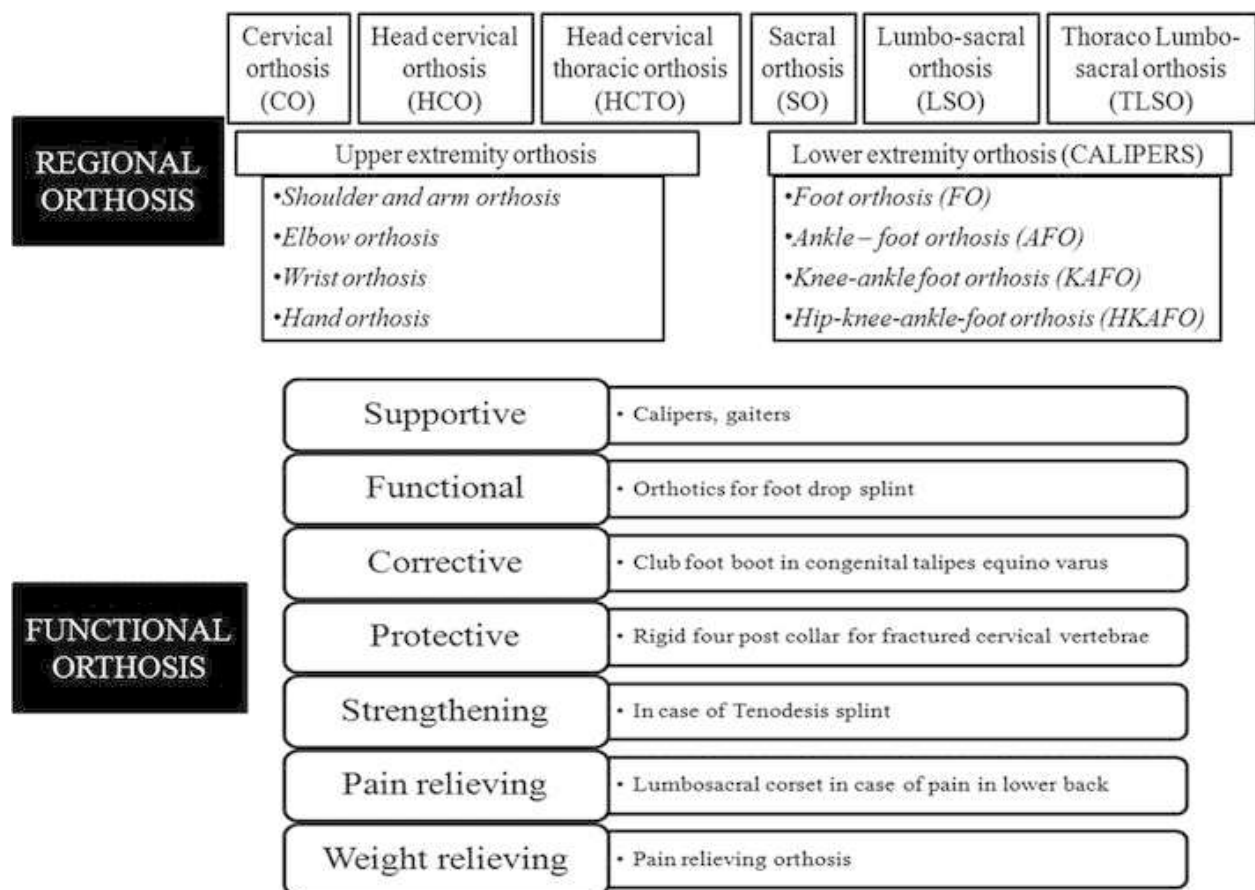 Cervical
orthosis
(CO)
Head cervical
orthosis
(HCO)
Head cervical
thoracic orthosis
(HCTO)
Sacral
orthosis
(SO)
Lumbo-sacral
orthosis
(LSO)
Thoraco Lumbo-
sacral orthosis
(TLSO)
REGIONAL
ORTHOSIS
Upper extremity orthosis
•Shoulder and arm orthosis
•Elbow orthosis
•Wrist orthosis
•Hand orthosis
Lower extremity orthosis (CALIPERS)
•Foot orthosis (FO)
•Ankle – foot orthosis (AFO)
•Knee-ankle foot orthosis (KAFO)
•Hip-knee-ankle-foot orthosis (HKAFO)
FUNCTIONAL
ORTHOSIS
Supportive
• Calipers, gaiters
Functional
• Orthotics for foot drop splint
Corrective
• Club foot boot in congenital talipes equino varus
Protective
• Rigid four post collar for fractured cervical vertebrae
Strengthening
• In case of Tenodesis splint
Pain relieving
• Lumbosacral corset in case of pain in lower back
Weight relieving
• Pain relieving orthosis